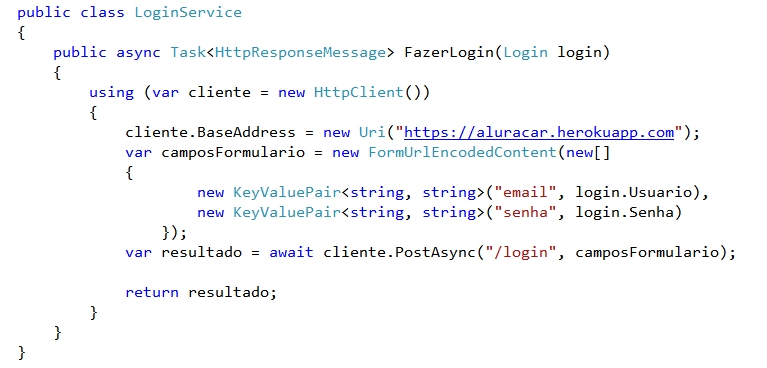 public class LoginService
{
    public async Task<HttpResponseMessage> FazerLogin(Login login)
    {
        using (var cliente = new HttpClient())
        {
            cliente.BaseAddress = new Uri("https://aluracar.herokuapp.com");
            var camposFormulario = new FormUrlEncodedContent(new[]
            {
                    new KeyValuePair<string, string>("email", login.Usuario),
                    new KeyValuePair<string, string>("senha", login.Senha)
                });
            var resultado = await cliente.PostAsync("/login", camposFormulario);
            return resultado;
        }
    }
}